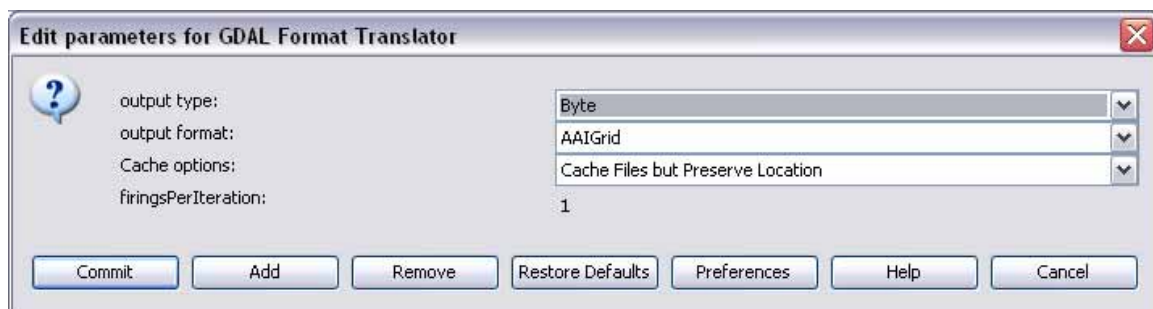 Edit parameters for GDAL Format Translator
output type: Byte
output format: AAIGrid
Cache options: Cache Files but Preserve Location
firingsPerIteration: 1
Commit Add Remove Restore Defaults Preferences Help Cancel